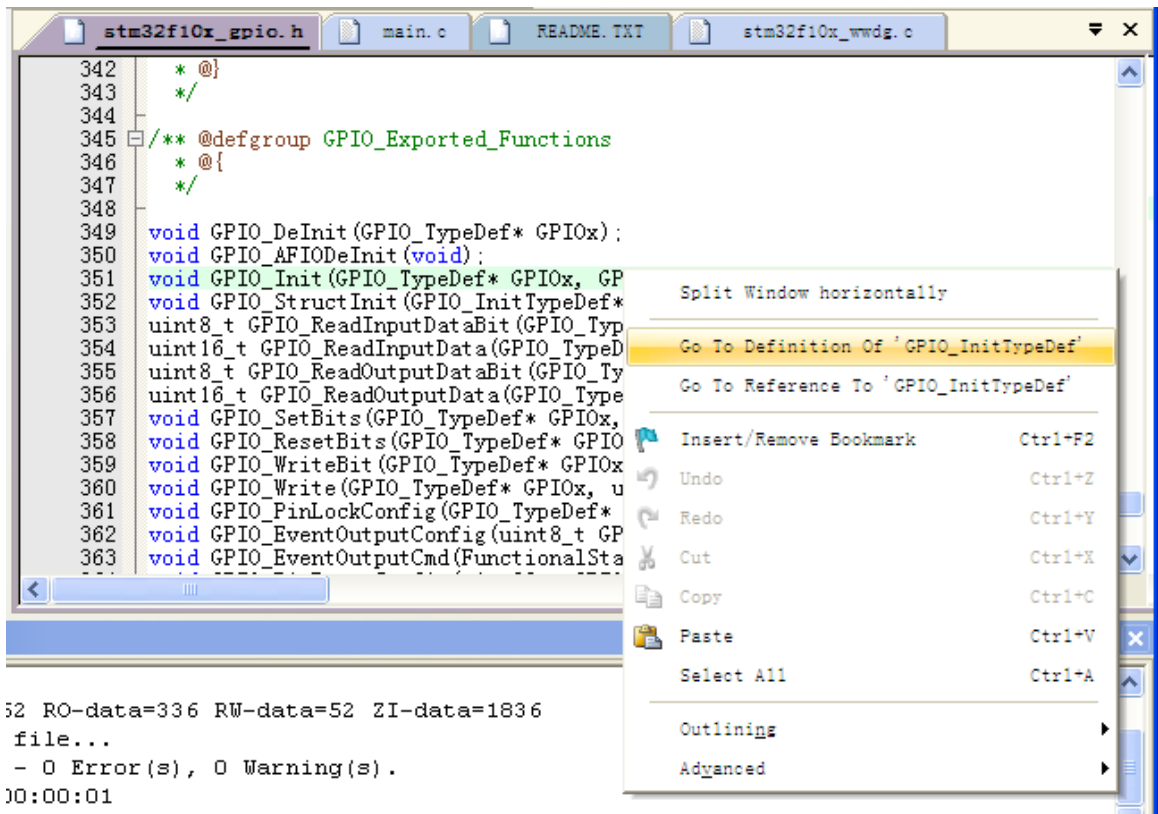 stm32f10x_gpio.h main.c README.TXT stm32f10x_wwdg.c
342 * @}
343 */
344
345 /** @defgroup GPIO_Exported_Functions
346 * @{
347 */
348
349 void GPIO_DeInit(GPIO_TypeDef* GPIOx);
350 void GPIO_AFIODeInit(void);
351 void GPIO_Init(GPIO_TypeDef* GPIOx, GP
352 void GPIO_StructInit(GPIO_InitTypeDef*
353 uint8_t GPIO_ReadInputDataBit(GPIO_Typ
354 uint16_t GPIO_ReadInputData(GPIO_TypeD
355 uint8_t GPIO_ReadOutputDataBit(GPIO_Ty
356 uint16_t GPIO_ReadOutputData(GPIO_Type
357 void GPIO_SetBits(GPIO_TypeDef* GPIOx,
358 void GPIO_ResetBits(GPIO_TypeDef* GPIO
359 void GPIO_WriteBit(GPIO_TypeDef* GPIOx
360 void GPIO_Write(GPIO_TypeDef* GPIOx, u
361 void GPIO_PinLockConfig(GPIO_TypeDef*
362 void GPIO_EventOutputConfig(uint8_t GP
363 void GPIO_EventOutputCmd(FunctionalSta
Split Window horizontally
Go To Definition Of 'GPIO_InitTypeDef'
Go To Reference To 'GPIO_InitTypeDef'
Insert/Remove Bookmark Ctrl+F2
Undo Ctrl+Z
Redo Ctrl+Y
Cut Ctrl+X
Copy Ctrl+C
Paste Ctrl+V
Select All Ctrl+A
Outlining
Advanced
52 RO-data=336 RW-data=52 ZI-data=1836
file...
- 0 Error(s), 0 Warning(s).
00:00:01